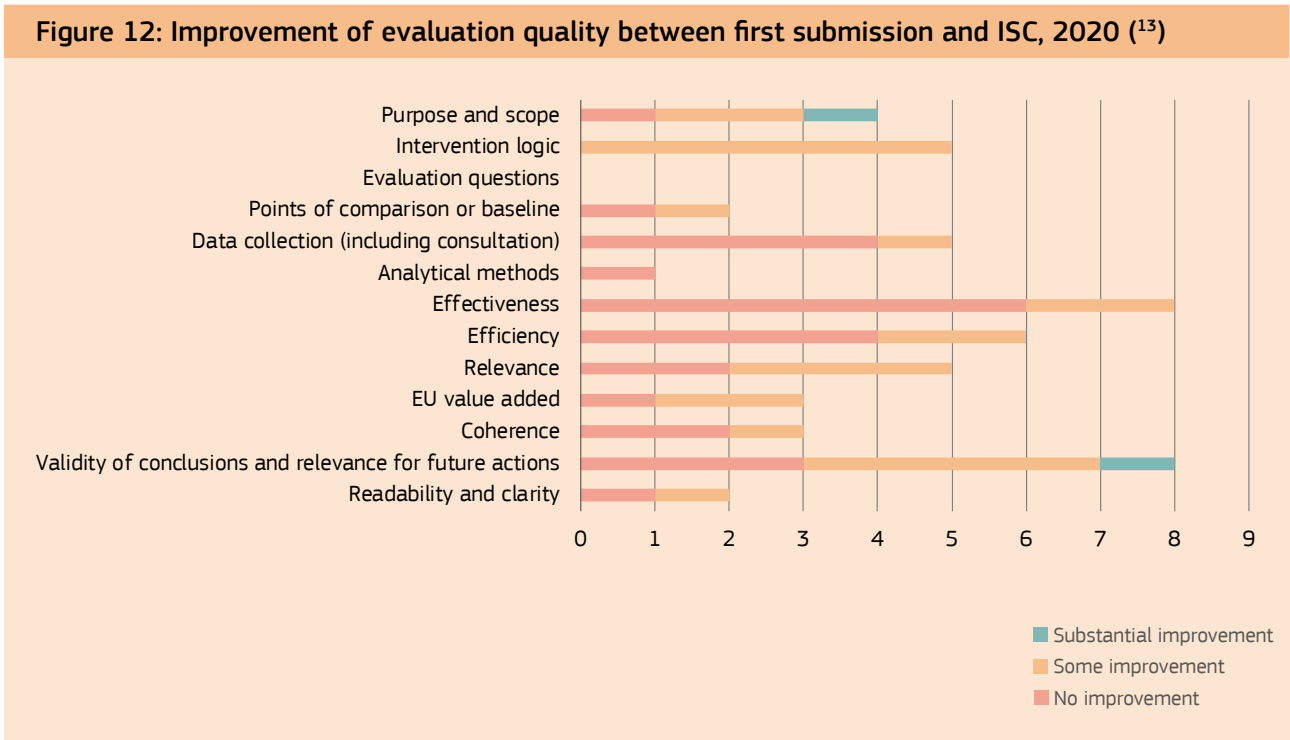 Figure 12: Improvement of evaluation quality between first submission and ISC, 2020 (¹³)
Purpose and scope
Intervention logic
Evaluation questions
Points of comparison or baseline
Data collection (including consultation)
Analytical methods
Effectiveness
Efficiency
Relevance
EU value added
Coherence
Validity of conclusions and relevance for future actions
Readability and clarity
0 1 2 3 4 5 6 7 8 9
Substantial improvement
Some improvement
No improvement